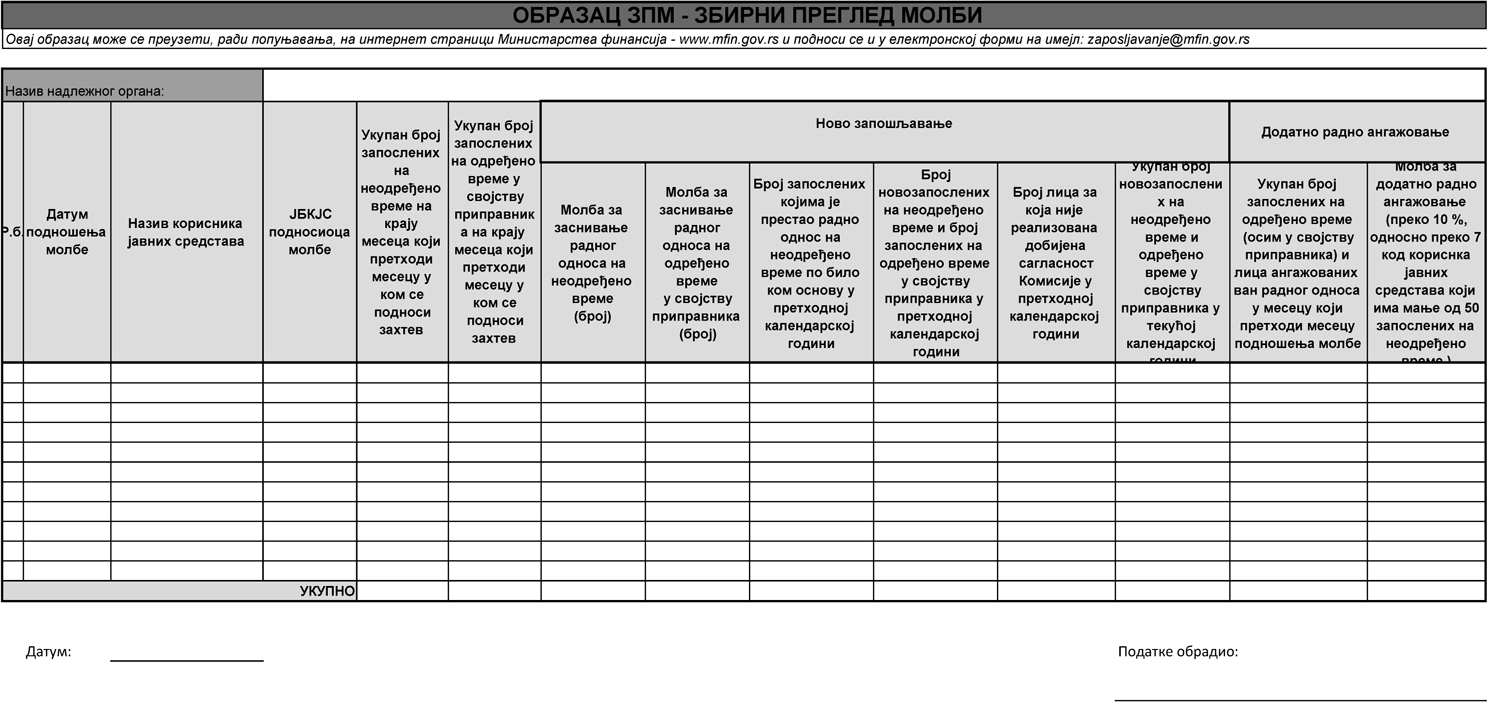 ОБРАЗАЦ ЗПМ - ЗБИРНИ ПРЕГЛЕД МОЛБИ
Овај образац може се преузети, ради попуњавања, на интернет страници Министарства финансија - www.mfin.gov.rs и подноси се и у електронској форми на имејл: zaposljavanje@mfin.gov.rs
Назив надлежног органа:
Р.б.
Датум
подношења
молбе
Назив корисника
јавних средстава
ЈБКЈС
подносиоца
молбе
Укупан број
запослених
на
неодређено
време на
крају
месеца који
претходи
месецу у
ком се
подноси
захтев
Укупан број
запослених
на одређено
време у
својству
приправник
а на крају
месеца који
претходи
месецу у
ком се
подноси
захтев
Ново запошљавање
Молба за
заснивање
радног
односа на
неодређено
време
(број)
Молба за
заснивање
радног
односа на
одређено
време
у својству
приправника
(број)
Број запослених
којима је
престао радно
однос на
неодређено
време по било
ком основу у
претходној
календарској
години
Број
новозапослених
на неодређено
време и број
запослених на
одређено време
у својству
приправника у
претходној
календарској
години
Број лица за
која није
реализована
добијена
сагласност
Комисије у
претходној
календарској
години
Укупан број
новозапослени
х на
неодређено
време и
одређено
време у
својству
приправника у
текућој
календарској
години
Додатно радно ангажовање
Укупан број
запослених на
одређено време
(осим у својству
приправника) и
лица ангажованих
ван радног односа
у месецу који
претходи месецу
подношења молбе
Молба за
додатно радно
ангажовање
(преко 10 %,
односно преко 7
код кориснка
јавних
средстава који
има мање од 50
запослених на
неодређено
време )
УКУПНО
Датум:
Податке обрадио: